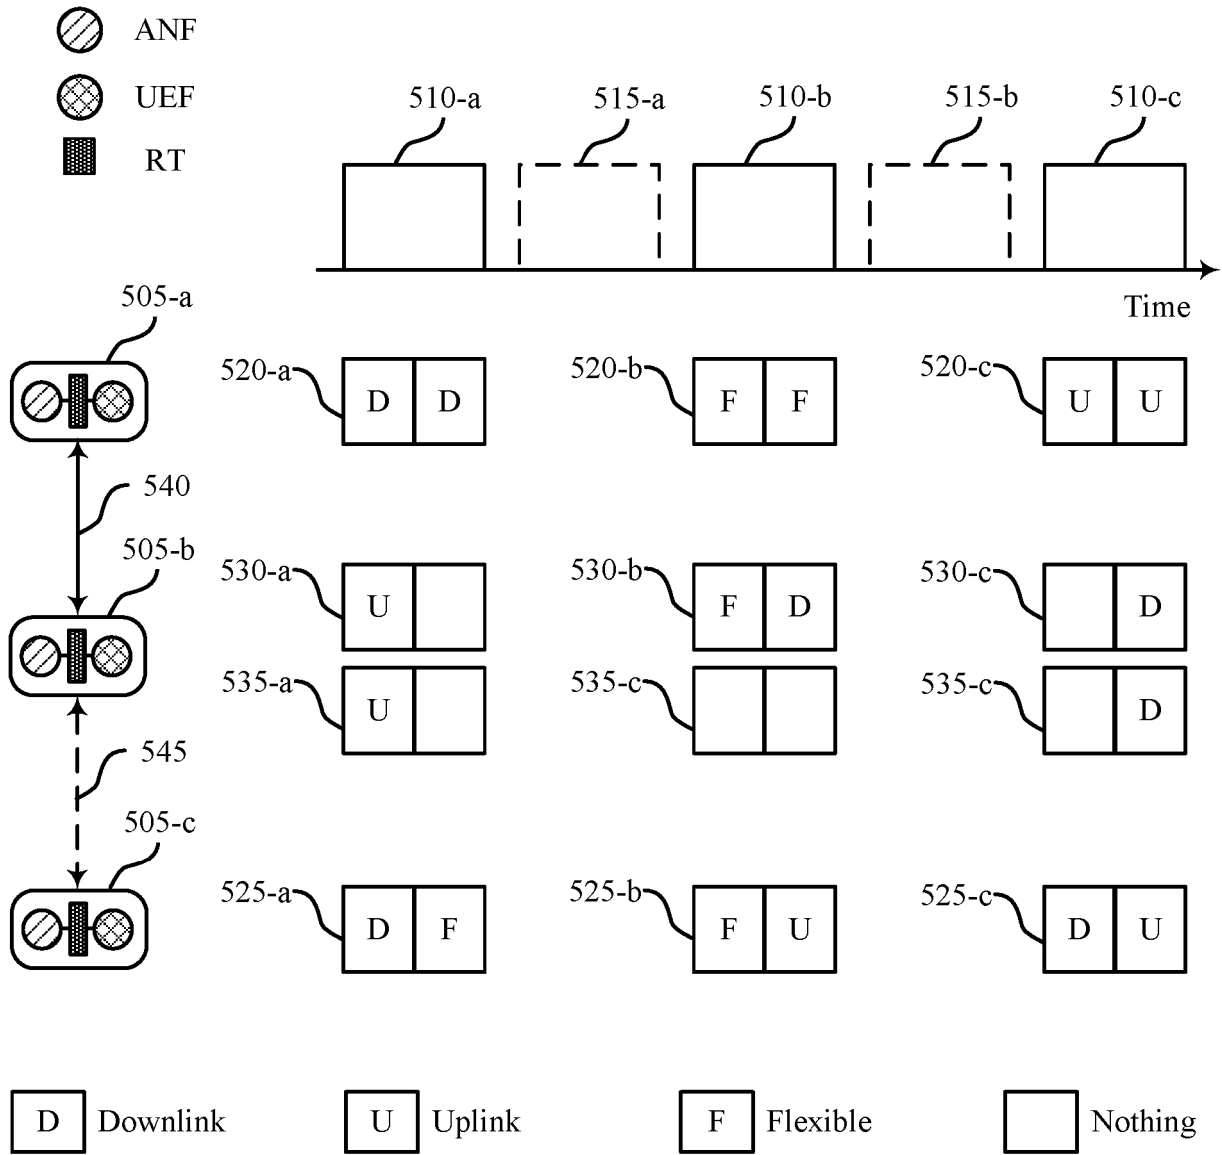 ANF
UEF
RT
510-a 515-a 510-b 515-b 510-c
Time
505-a
520-a D D 520-b F F 520-c U U
540
505-b
530-a U 530-b F D 530-c D
535-a U 535-c 535-c D
545
505-c
525-a D F 525-b F U 525-c D U
D Downlink U Uplink F Flexible Nothing